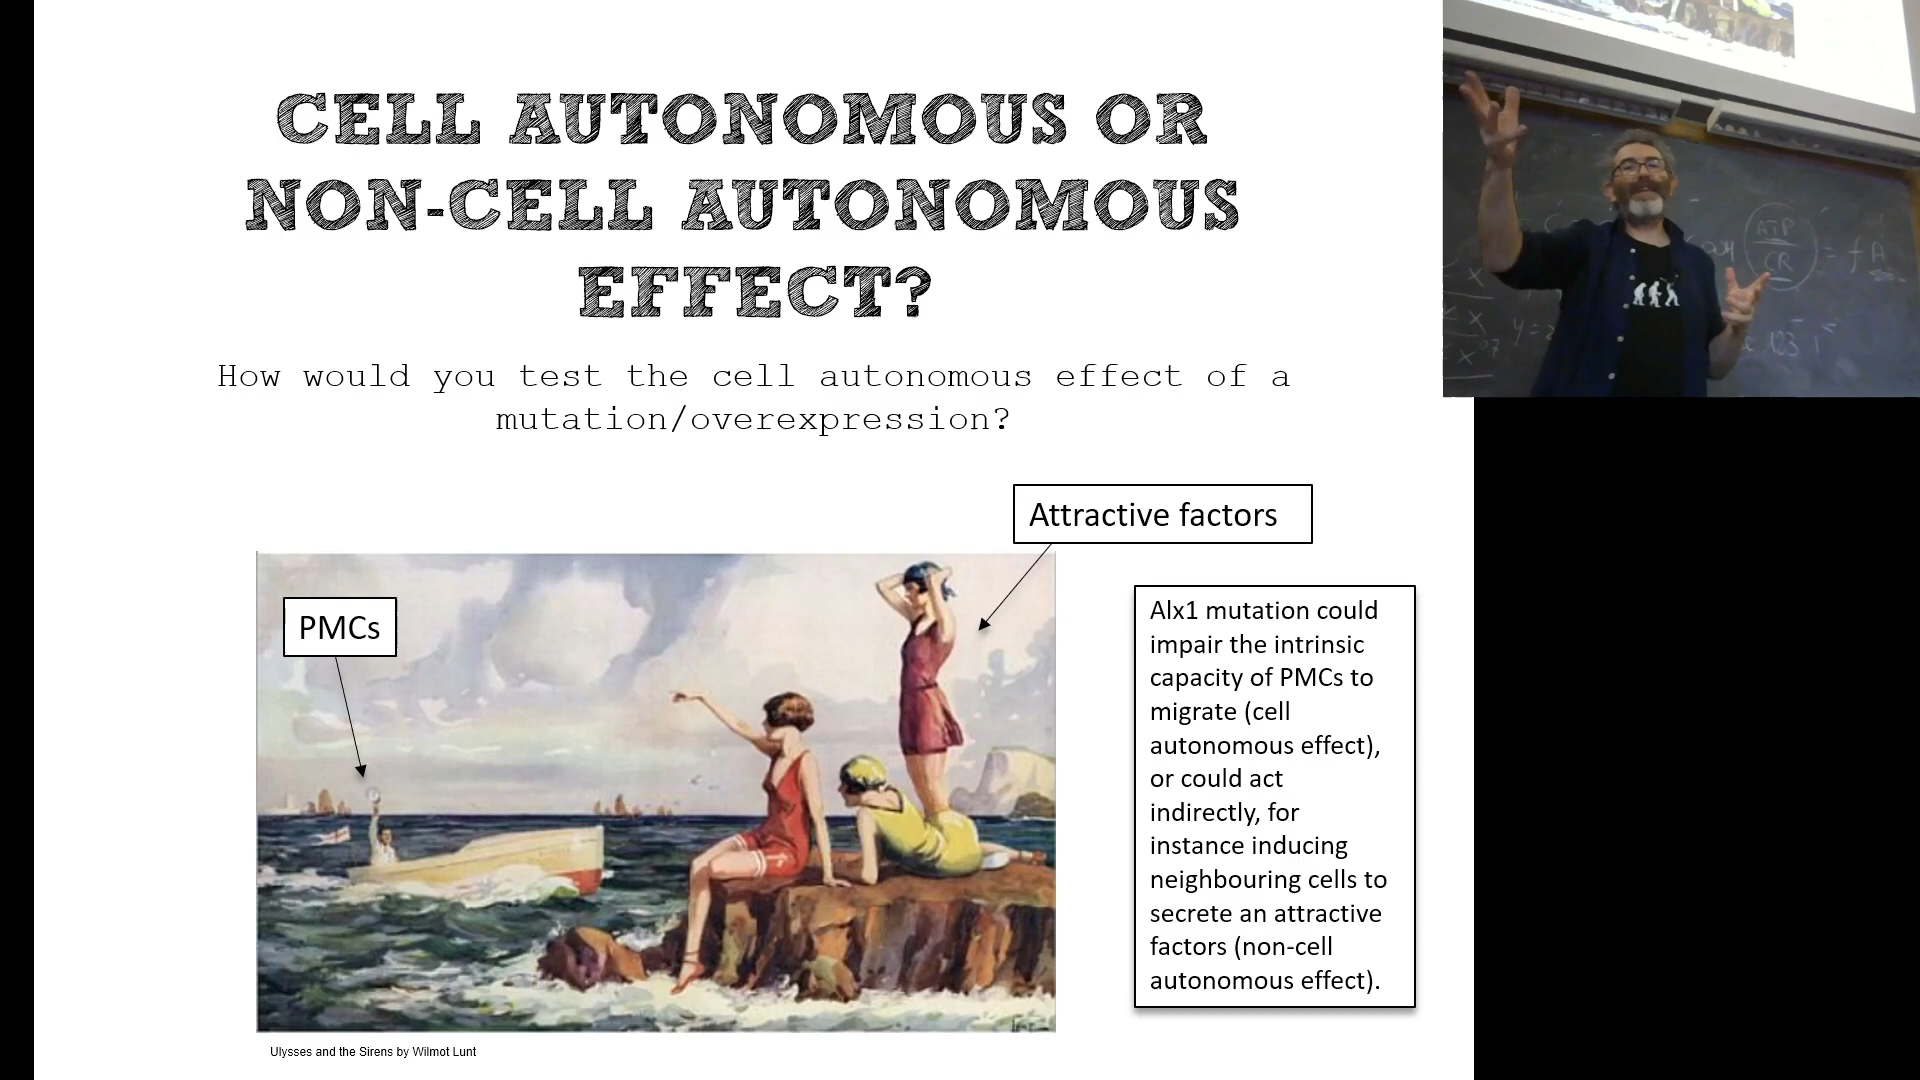 CELL AUTONOMOUS OR
NON-CELL AUTONOMOUS
EFFECT?
How would you test the cell autonomous effect of a
mutation/overexpression?
Attractive factors
PMCs
Alx1 mutation could
impair the intrinsic
capacity of PMCs to
migrate (cell
autonomous effect),
or could act
indirectly, for
instance inducing
neighbouring cells to
secrete an attractive
factors (non-cell
autonomous effect).
Ulysses and the Sirens by Wilmot Lunt
ATP
CR
= f A